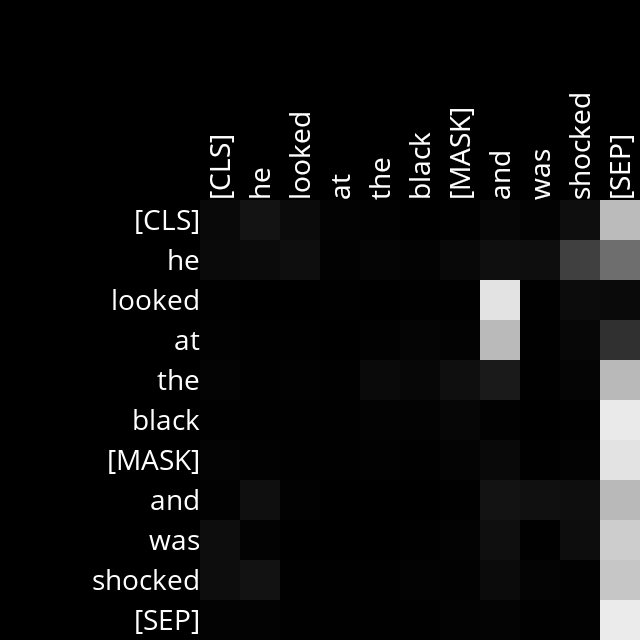 [CLS] he looked at the black [MASK] and was shocked [SEP]
[CLS]
he
looked
at
the
black
[MASK]
and
was
shocked
[SEP]